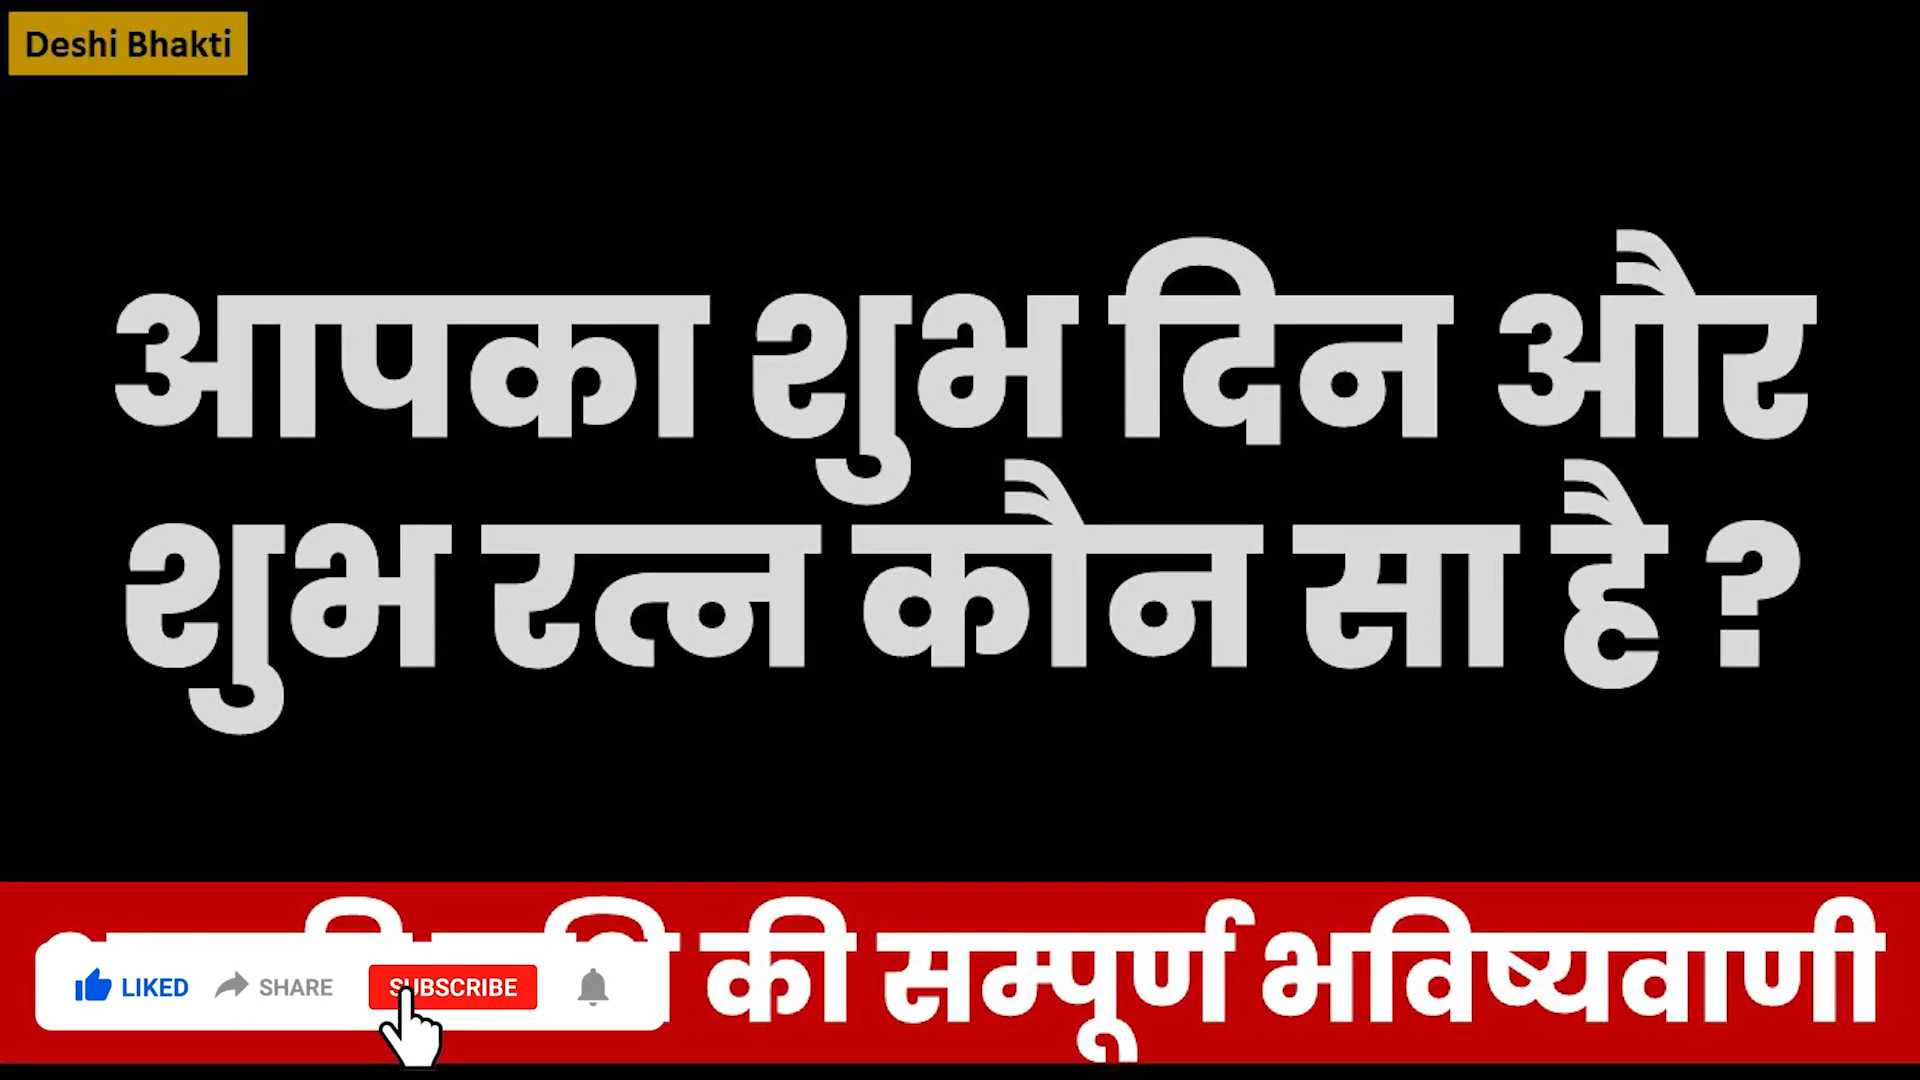 Deshi Bhakti
आपका शुभ दिन और
शुभ रत्न कौन सा है ?
की सम्पूर्ण भविष्यवाणी
LIKED SHARE SUBSCRIBE